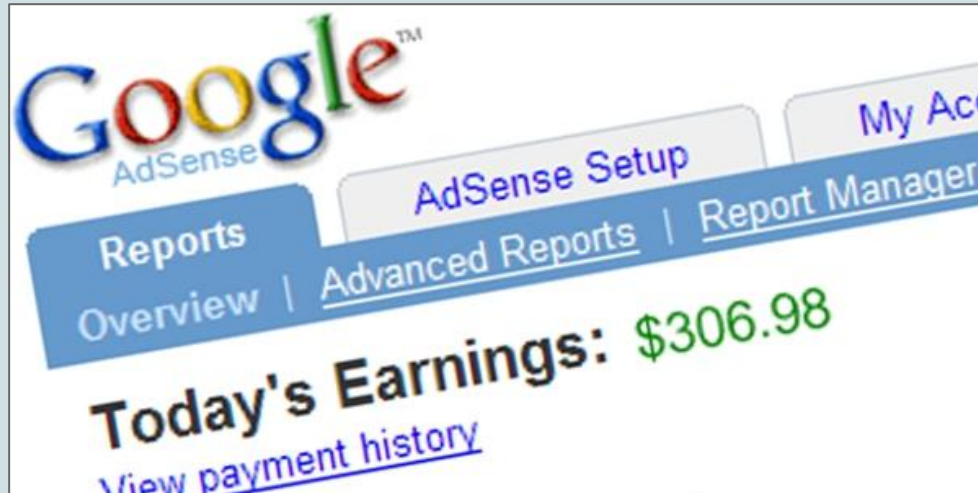 Google™
AdSense
Reports
AdSense Setup
My Acc
Overview | Advanced Reports | Report Manager
Today's Earnings: $306.98
View payment history